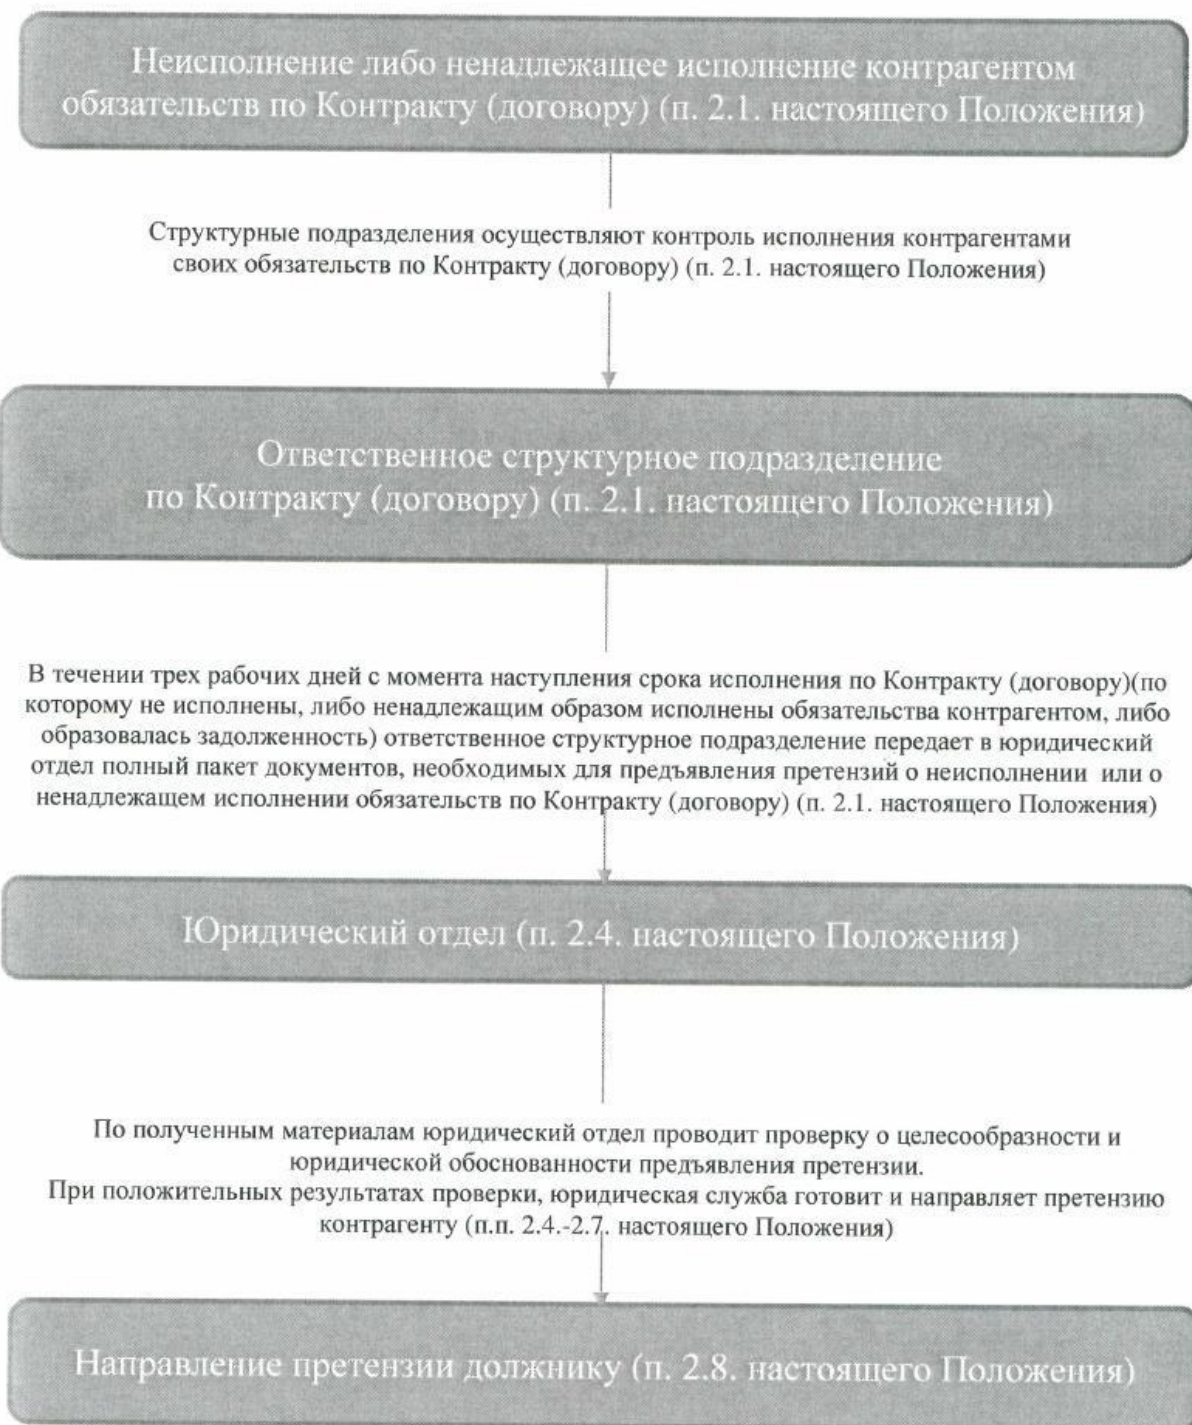 Неисполнение либо ненадлежащее исполнение контрагентом
обязательств по Контракту (договору) (п. 2.1. настоящего Положения)
Структурные подразделения осуществляют контроль исполнения контрагентами
своих обязательств по Контракту (договору) (п. 2.1. настоящего Положения)
Ответственное структурное подразделение
по Контракту (договору) (п. 2.1. настоящего Положения)
В течении трех рабочих дней с момента наступления срока исполнения по Контракту (договору)(по
которому не исполнены, либо ненадлежащим образом исполнены обязательства контрагентом, либо
образовалась задолженность) ответственное структурное подразделение передает в юридический
отдел полный пакет документов, необходимых для предъявления претензий о неисполнении или о
ненадлежащем исполнении обязательств по Контракту (договору) (п. 2.1. настоящего Положения)
Юридический отдел (п. 2.4. настоящего Положения)
По полученным материалам юридический отдел проводит проверку о целесообразности и
юридической обоснованности предъявления претензии.
При положительных результатах проверки, юридическая служба готовит и направляет претензию
контрагенту (п.п. 2.4.-2.7. настоящего Положения)
Направление претензии должнику (п. 2.8. настоящего Положения)